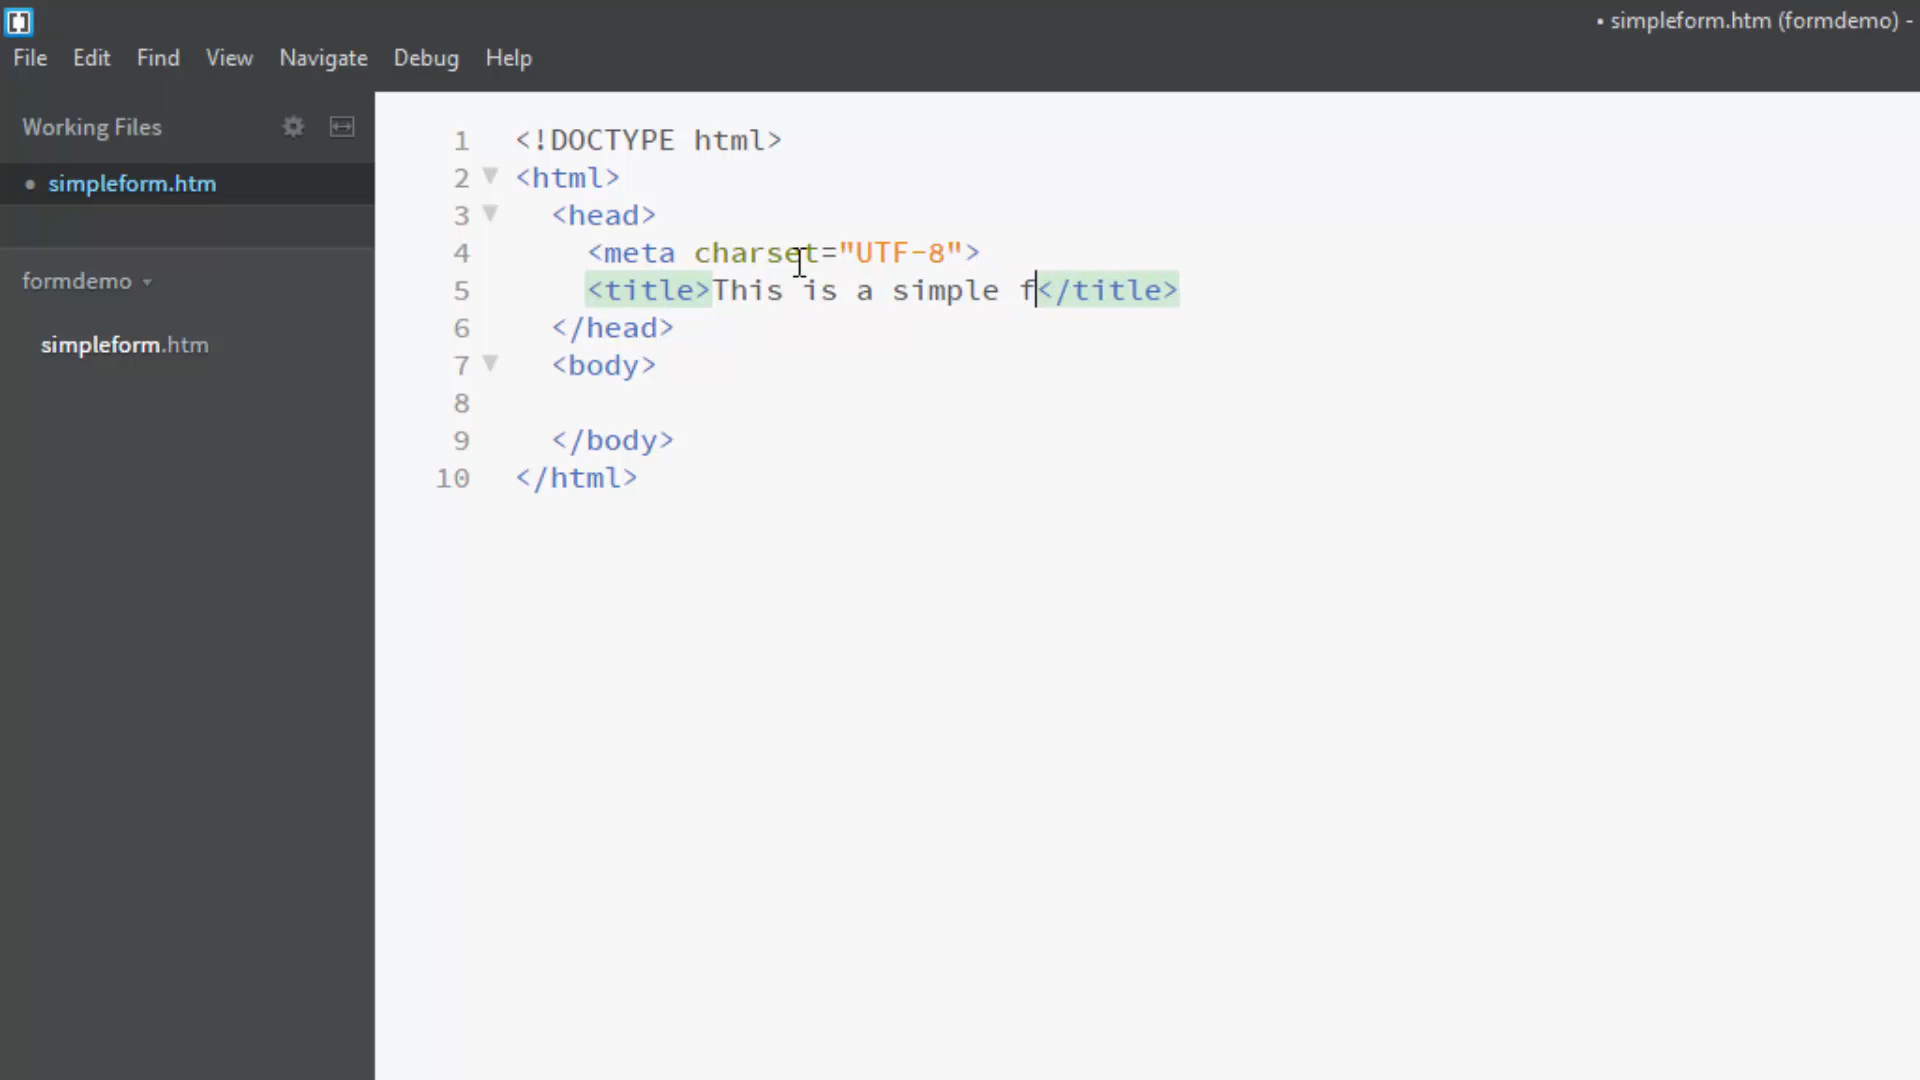 • simpleform.htm (formdemo) -
File Edit Find View Navigate Debug Help
Working Files
• simpleform.htm
formdemo
simpleform.htm
1 <!DOCTYPE html>
2 <html>
3 <head>
4 <meta charset="UTF-8">
5 <title>This is a simple f</title>
6 </head>
7 <body>
8
9 </body>
10 </html>